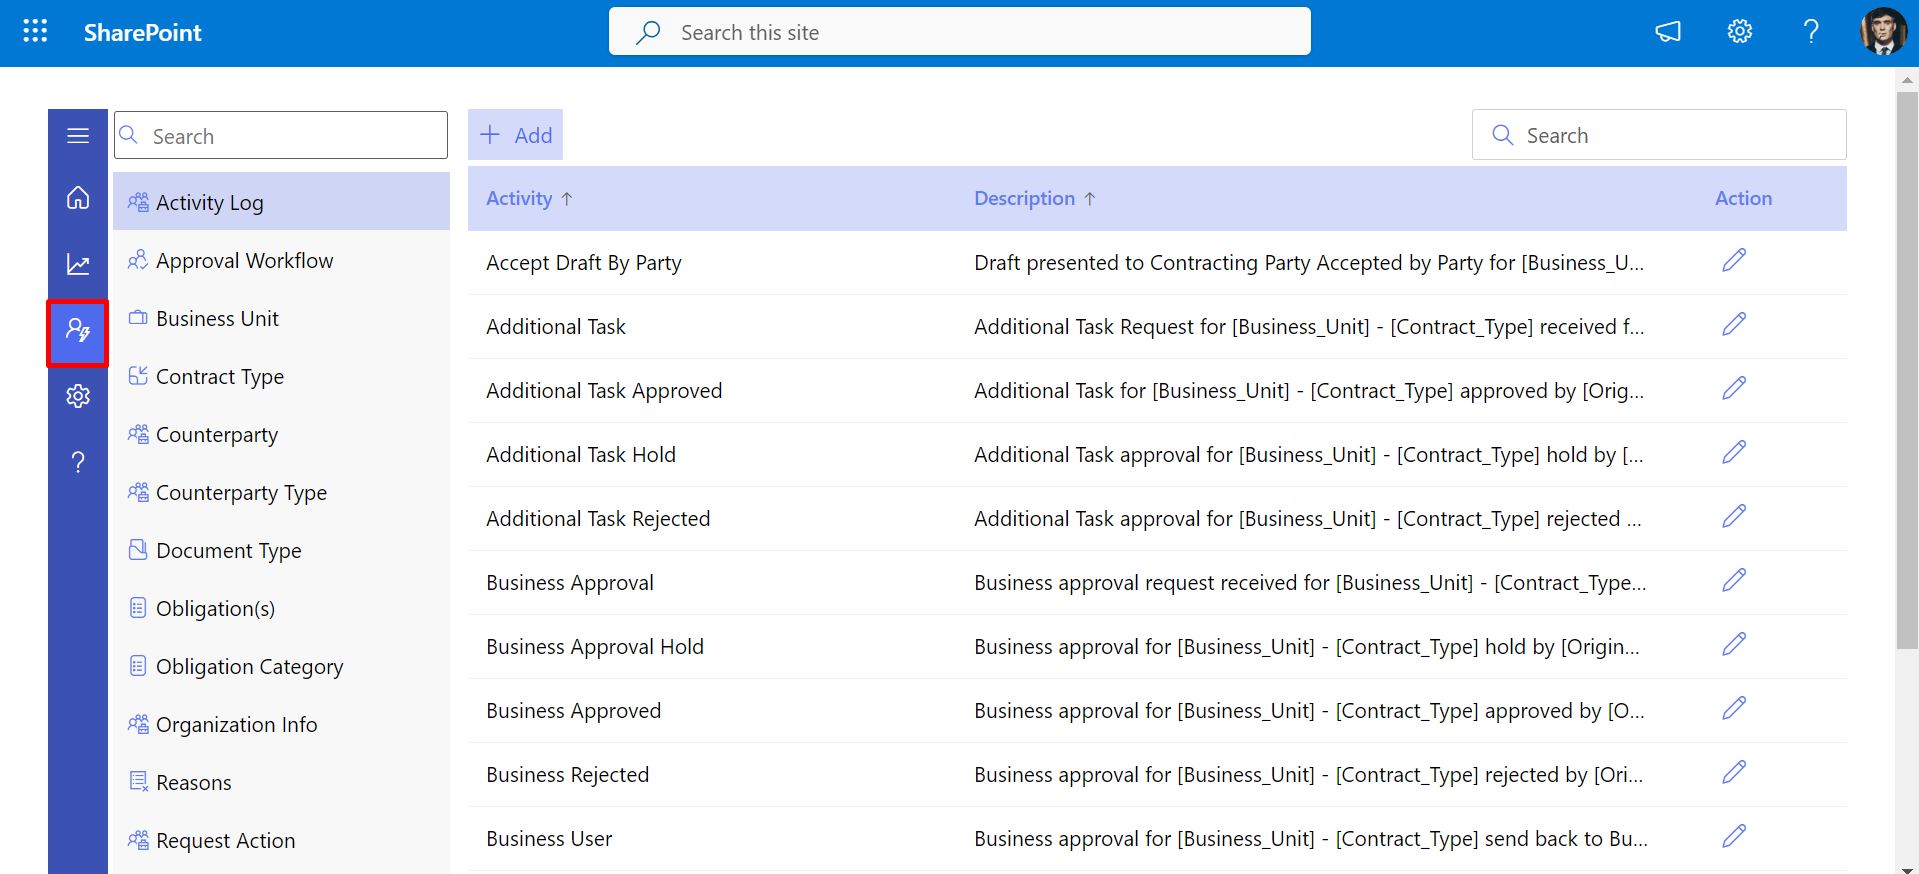 SharePoint
Search this site
Search
Add
Search
Activity Log
Approval Workflow
Business Unit
Contract Type
Counterparty
Counterparty Type
Document Type
Obligation(s)
Obligation Category
Organization Info
Reasons
Request Action
Activity ↑ Description ↑ Action
Accept Draft By Party Draft presented to Contracting Party Accepted by Party for [Business_U...
Additional Task Additional Task Request for [Business_Unit] - [Contract_Type] received f...
Additional Task Approved Additional Task for [Business_Unit] - [Contract_Type] approved by [Orig...
Additional Task Hold Additional Task approval for [Business_Unit] - [Contract_Type] hold by [...
Additional Task Rejected Additional Task approval for [Business_Unit] - [Contract_Type] rejected ...
Business Approval Business approval request received for [Business_Unit] - [Contract_Type...
Business Approval Hold Business approval for [Business_Unit] - [Contract_Type] hold by [Origin...
Business Approved Business approval for [Business_Unit] - [Contract_Type] approved by [O...
Business Rejected Business approval for [Business_Unit] - [Contract_Type] rejected by [Ori...
Business User Business approval for [Business_Unit] - [Contract_Type] send back to Bu...